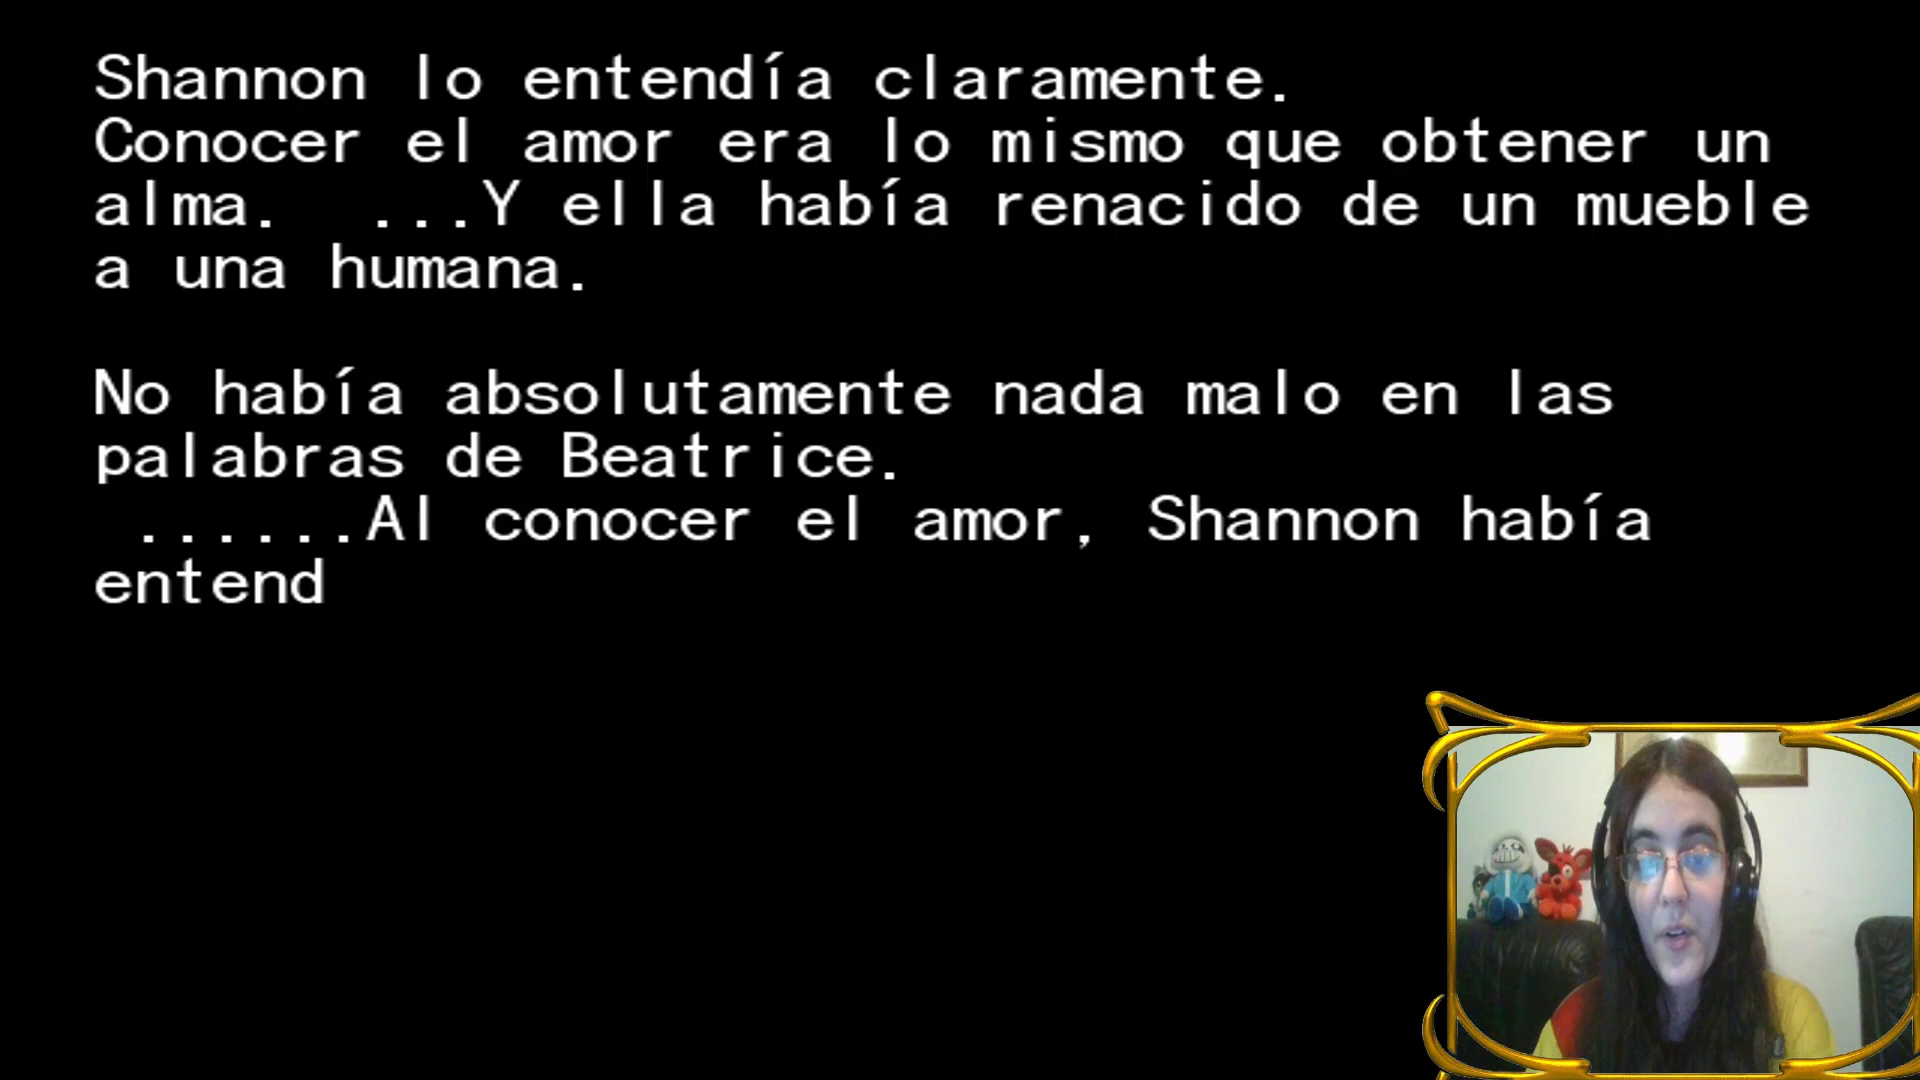 Shannon lo entendía claramente.
Conocer el amor era lo mismo que obtener un
alma.  ...Y ella había renacido de un mueble
a una humana.
No había absolutamente nada malo en las
palabras de Beatrice.
......Al conocer el amor, Shannon había
entend